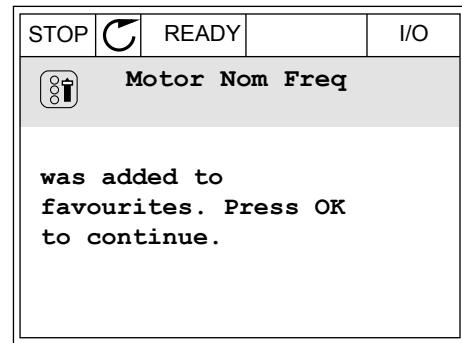 STOP READY I/O
Motor Nom Freq
was added to
favourites. Press OK
to continue.